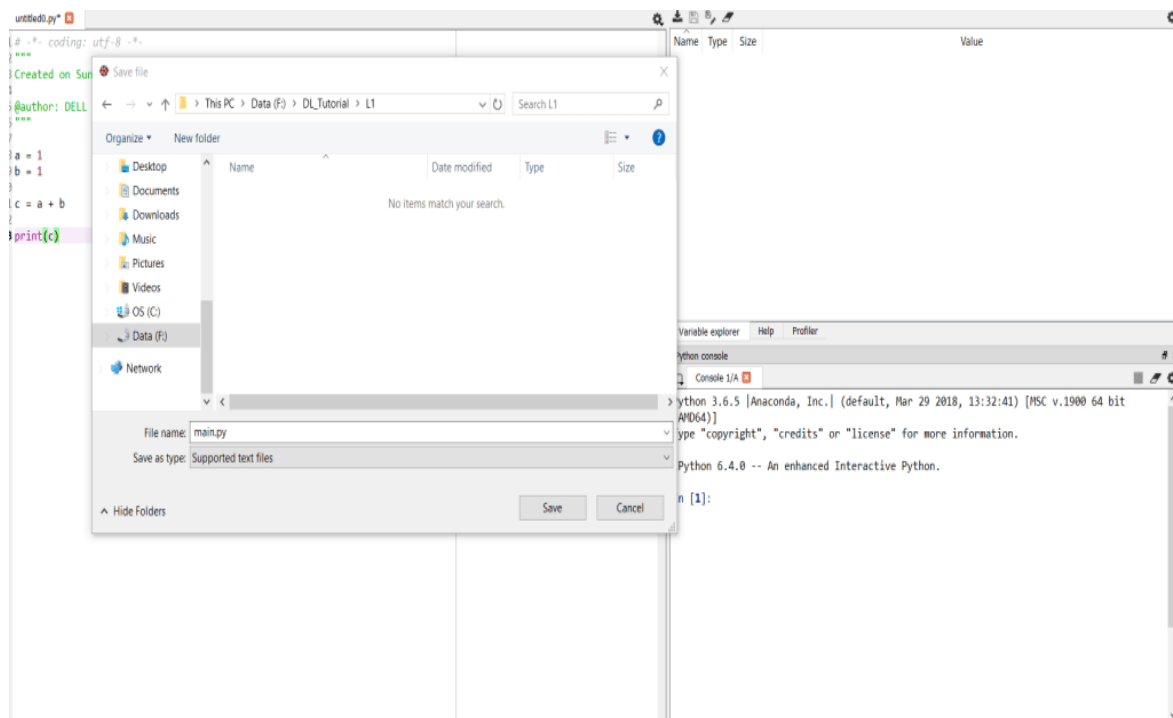 untitled0.py*
# -*- coding: utf-8 -*-
"""
Created on Sun
@author: DELL
"""
a = 1
b = 1
c = a + b
print(c)
Save file
This PC > Data (F:) > DL_Tutorial > L1
Search L1
Organize
New folder
Desktop
Documents
Downloads
Music
Pictures
Videos
OS (C:)
Data (F:)
Network
Name Date modified Type Size
No items match your search.
File name: main.py
Save as type: Supported text files
Hide Folders
Save Cancel
Name Type Size Value
Variable explorer Help Profiler
ython console
Console 1/A
ython 3.6.5 |Anaconda, Inc.| (default, Mar 29 2018, 13:32:41) [MSC v.1900 64 bit
AMD64)]
ype "copyright", "credits" or "license" for more information.
Python 6.4.0 -- An enhanced Interactive Python.
n [1]: